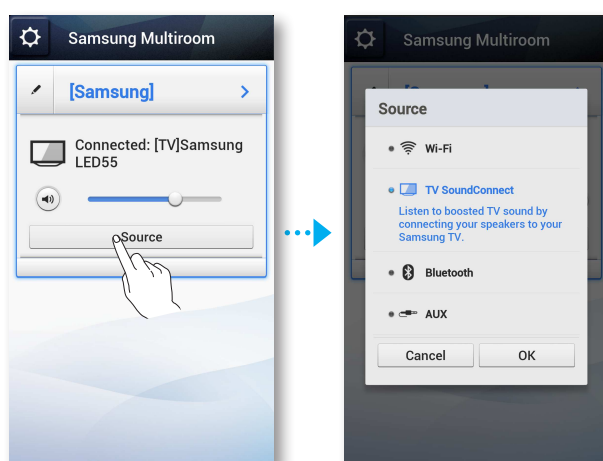 Samsung Multiroom
[Samsung]
Connected: [TV]Samsung
LED55
Source
Samsung Multiroom
Source
Wi-Fi
TV SoundConnect
Listen to boosted TV sound by
connecting your speakers to your
Samsung TV.
Bluetooth
AUX
Cancel
OK